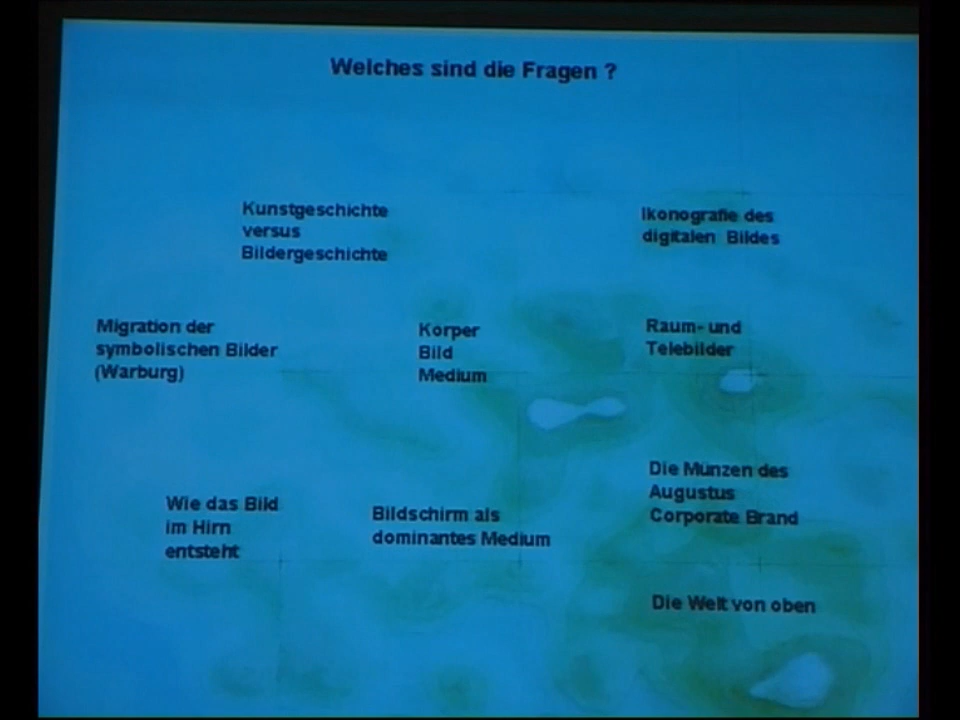 Welches sind die Fragen ?
Kunstgeschichte
versus
Bildergeschichte
Ikonografie des
digitalen Bildes
Migration der
symbolischen Bilder
(Warburg)
Korper
Bild
Medium
Raum- und
Telebilder
Wie das Bild
im Hirn
entsteht
Bildschirm als
dominantes Medium
Die Munzen des
Augustus
Corporate Brand
Die Welt von oben